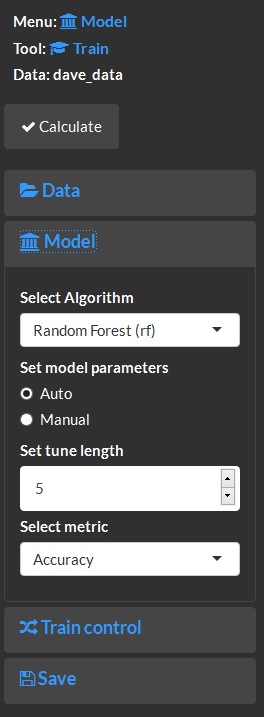 Menu: Model
Tool: Train
Data: dave_data
Calculate
Data
Model
Select Algorithm
Random Forest (rf)
Set model parameters
Auto
Manual
Set tune length
5
Select metric
Accuracy
Train control
Save